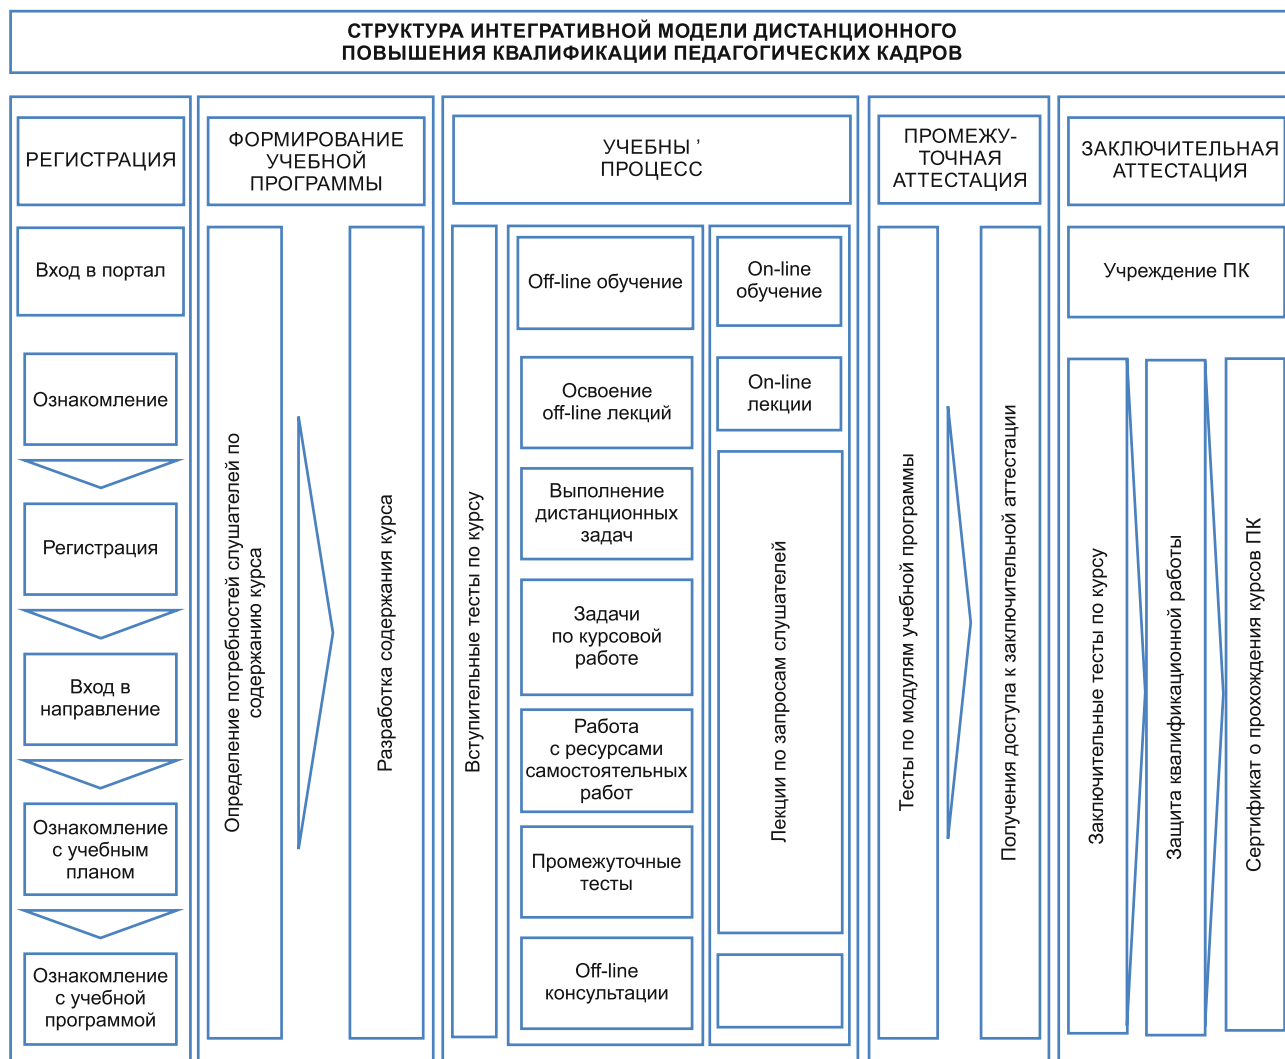 СТРУКТУРА ИНТЕГРАТИВНОЙ МОДЕЛИ ДИСТАНЦИОННОГО
ПОВЫШЕНИЯ КВАЛИФИКАЦИИ ПЕДАГОГИЧЕСКИХ КАДРОВ
РЕГИСТРАЦИЯ
Вход в портал
Ознакомление
Регистрация
Вход в
направление
Ознакомление
с учебным
планом
Ознакомление
с учебной
программой
ФОРМИРОВАНИЕ
УЧЕБНОЙ
ПРОГРАММЫ
Определение потребностей слушателей по
содержанию курса
Разработка содержания курса
УЧЕБНЫ ’
ПРОЦЕСС
Вступительные тесты по курсу
Off-line обучение
Освоение
off-line лекций
Выполнение
дистанционных
задач
Задачи
по курсовой
работе
Работа
с ресурсами
самостоятельных
работ
Промежуточные
тесты
Off-line
консультации
On-line
обучение
On-line
лекции
Лекции по запросам слушателей
ПРОМЕЖУ-
ТОЧНАЯ
АТТЕСТАЦИЯ
Тесты по модулям учебной программы
Получения доступа к заключительной аттестации
ЗАКЛЮЧИТЕЛЬНАЯ
АТТЕСТАЦИЯ
Учреждение ПК
Заключительные тесты по курсу
Защита квалификационной работы
Сертификат о прохождения курсов ПК